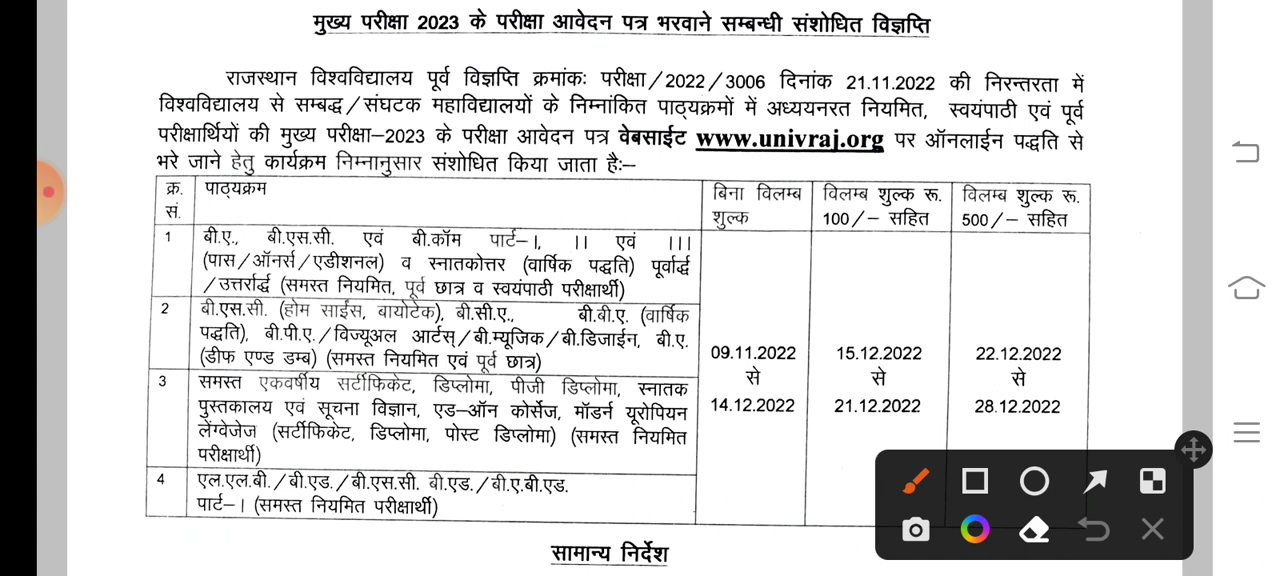 मुख्य परीक्षा 2023 के परीक्षा आवेदन पत्र भरवाने सम्बन्धी संशोधित विज्ञप्ति
राजस्थान विश्वविद्यालय पूर्व विज्ञप्ति क्रमांकः परीक्षा/2022/3006 दिनांक 21.11.2022 की निरन्तरता में
विश्वविद्यालय से सम्बद्ध/संघटक महाविद्यालयों के निम्नांकित पाठ्यक्रमों में अध्ययनरत नियमित, स्वयंपाठी एवं पूर्व
परीक्षार्थियों की मुख्य परीक्षा–2023 के परीक्षा आवेदन पत्र वेबसाईट www.univraj.org पर ऑनलाईन पद्धति से
भरे जाने हेतु कार्यक्रम निम्नानुसार संशोधित किया जाता हैः–
क्र. सं. पाठ्यक्रम बिना विलम्ब शुल्क विलम्ब शुल्क रू. 100/– सहित विलम्ब शुल्क रू. 500/– सहित
1 बी.ए., बी.एस.सी. एवं बी.कॉम पार्ट–।, ।। एवं ।।।
(पास/ऑनर्स/एडीशनल) व स्नातकोत्तर (वार्षिक पद्धति) पूर्वार्द्ध
/उत्तरार्द्ध (समस्त नियमित, पूर्व छात्र व स्वयंपाठी परीक्षार्थी)
2 बी.एस.सी. (होम साईंस, बायोटेक), बी.सी.ए., बी.बी.ए. (वार्षिक
पद्धति), बी.पी.ए./विज्यूअल आर्टस्/बी.म्यूजिक/बी.डिजाईन, बी.ए.
(डीफ एण्ड डम्ब) (समस्त नियमित एवं पूर्व छात्र)
3 समस्त एकवर्षीय सर्टीफिकेट, डिप्लोमा, पीजी डिप्लोमा, स्नातक
पुस्तकालय एवं सूचना विज्ञान, एड–ऑन कोर्सेज, मॉडर्न यूरोपियन
लेंग्वेजेज (सर्टीफिकेट, डिप्लोमा, पोस्ट डिप्लोमा) (समस्त नियमित
परीक्षार्थी)
4 एल.एल.बी./बी.एड./बी.एस.सी. बी.एड./बी.ए.बी.एड.
पार्ट–। (समस्त नियमित परीक्षार्थी)
09.11.2022 15.12.2022 22.12.2022
से से से
14.12.2022 21.12.2022 28.12.2022
सामान्य निर्देश